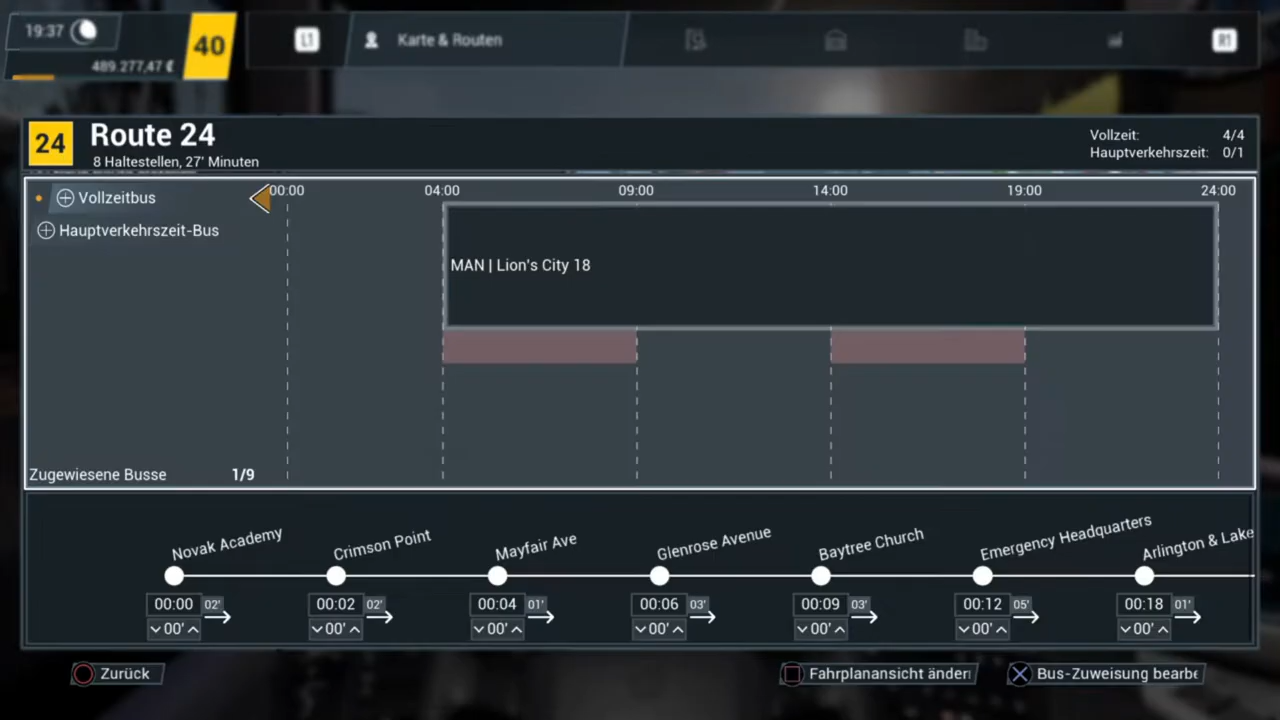 19:37
489.277,47 €
40
L1
Karte & Routen
R1
24
Route 24
8 Haltestellen, 27' Minuten
Vollzeit: 4/4
Hauptverkehrszeit: 0/1
Vollzeitbus
Hauptverkehrszeit-Bus
00:00 04:00 09:00 14:00 19:00 24:00
MAN | Lion's City 18
Zugewiesene Busse 1/9
Novak Academy Crimson Point Mayfair Ave Glenrose Avenue Baytree Church Emergency Headquarters Arlington & Lake
00:00 02' 00:02 02' 00:04 01' 00:06 03' 00:09 03' 00:12 05' 00:18 01'
00' 00' 00' 00' 00' 00' 00'
Zurück Fahrplanansicht änder Bus-Zuweisung bearbe